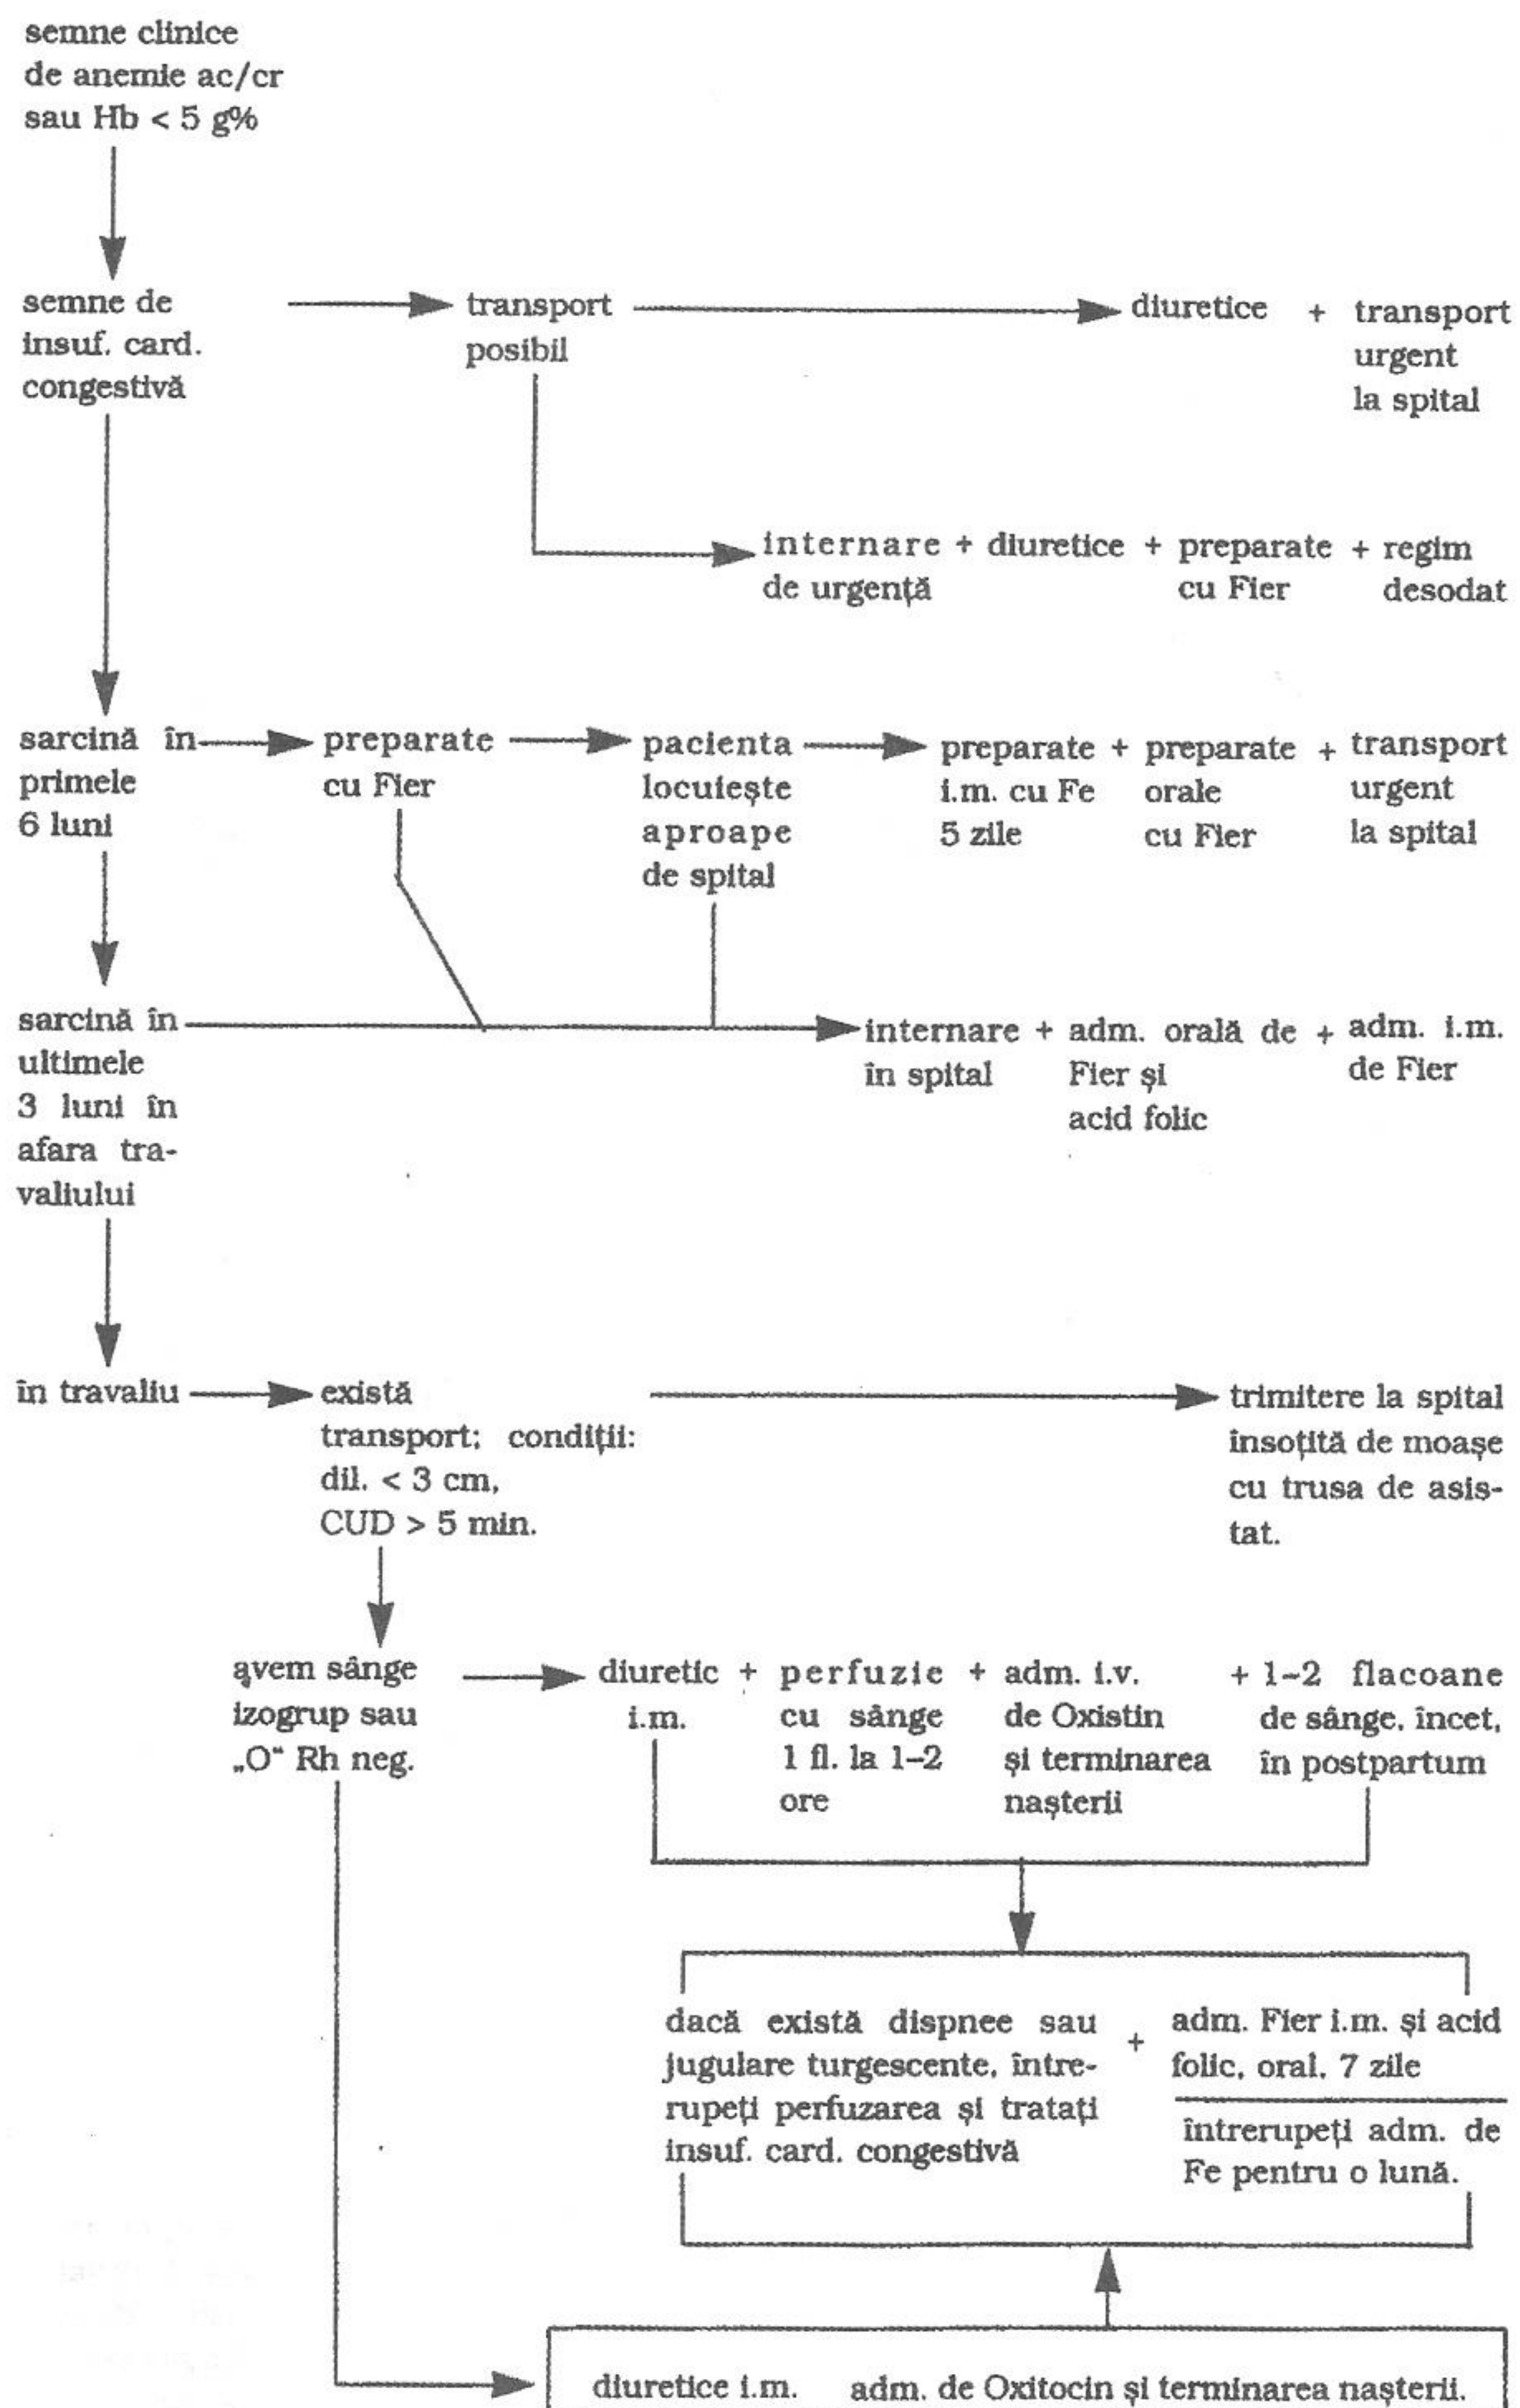 semne clinice
de anemie ac/cr
sau Hb < 5 g%
semne de
insuf. card.
congestivă
transport
posibil
diuretice + transport
urgent
la spital
internare + diuretice + preparate + regim
de urgență cu Fier desodat
sarcină în
primele
6 luni
preparate
cu Fier
pacienta
locuiește
aproape
de spital
preparate + preparate + transport
i.m. cu Fe orale urgent
5 zile cu Fier la spital
sarcină în
ultimele
3 luni în
afara tra-
valiului
internare + adm. orală de + adm. i.m.
în spital Fier și de Fier
acid folic
în travaliu
există
transport; condiții:
dil. < 3 cm,
CUD > 5 min.
trimitere la spital
însoțită de moașe
cu trusa de asis-
tat.
avem sânge
izogrup sau
„O“ Rh neg.
diuretic + perfuzie + adm. i.v. + 1–2 flacoane
i.m. cu sânge de Oxistin de sânge, încet,
1 fl. la 1–2 și terminarea în postpartum
ore nașterii
dacă există dispnee sau
jugulare turgescente, între-
rupeți perfuzarea și tratați
insuf. card. congestivă
+
adm. Fier i.m. și acid
folic, oral, 7 zile
întrerupeți adm. de
Fe pentru o lună.
diuretice i.m. adm. de Oxitocin și terminarea nașterii.